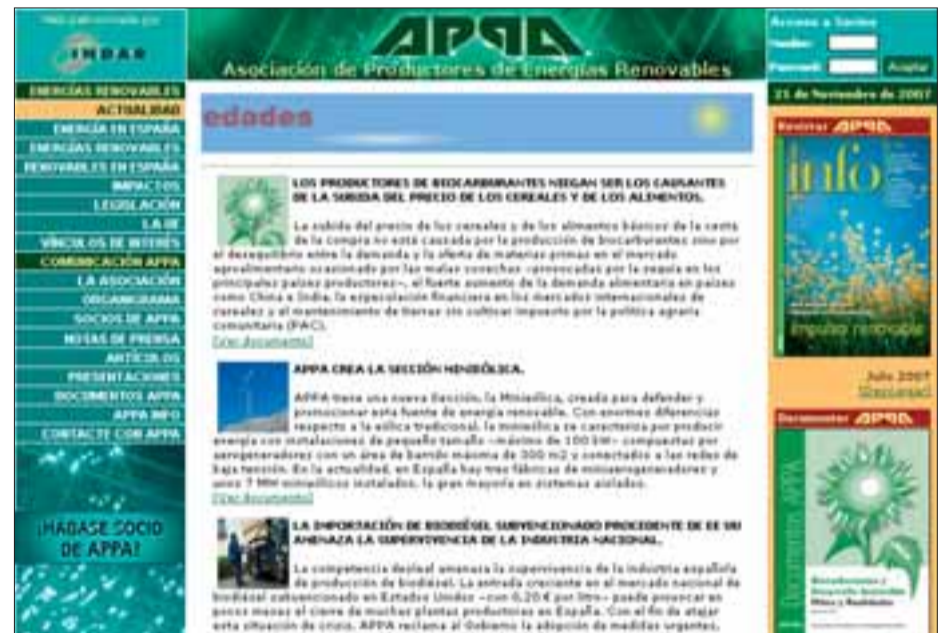 INDAR
APPA
Asociación de Productores de Energías Renovables
Acceso a Socios
Aceptar
21 de Noviembre de 2007
ENERGÍAS RENOVABLES
ACTUALIDAD
ENERGÍA EN ESPAÑA
ENERGÍAS RENOVABLES
RENOVABLES EN ESPAÑA
IMPACTOS
LEGISLACIÓN
LA UE
VÍNCULOS DE INTERÉS
COMUNICACIÓN APPA
LA ASOCIACIÓN
ORGANIGRAMA
SOCIOS DE APPA
NOTAS DE PRENSA
ARTÍCULOS
PRESENTACIONES
DOCUMENTOS APPA
APPA INFO
CONTACTE CON APPA
¡HAGASE SOCIO
DE APPA!
edades
LOS PRODUCTORES DE BIOCARBURANTES NIEGAN SER LOS CAUSANTES
DE LA SUBIDA DEL PRECIO DE LOS CEREALES Y DE LOS ALIMENTOS.
La subida del precio de los cereales y de los alimentos básicos de la cesta
de la compra no está causada por la producción de biocarburantes sino por
el desequilibrio entre la demanda y la oferta de materias primas en el mercado
agroalimentario ocasionado por las malas cosechas –provocadas por la sequía en los
principales países productores–, el fuerte aumento de la demanda alimentaria en países
como China e India, la especulación financiera en los mercados internacionales de
cereales y el mantenimiento de tierras sin cultivar impuesto por la política agraria
comunitaria (PAC).
[Ver documento]
APPA CREA LA SECCIÓN MINIEÓLICA.
APPA tiene una nueva Sección, la Minieólica, creada para defender y
promocionar esta fuente de energía renovable. Con enormes diferencias
respecto a la eólica tradicional, la minieólica se caracteriza por producir
energía con instalaciones de pequeño tamaño –máximo de 100 kW– compuestas por
aerogeneradores con un área de barrido máxima de 300 m2 y conectados a las redes de
baja tensión. En la actualidad, en España hay tres fábricas de miniaerogeneradores y
unos 7 MW minieólicos instalados, la gran mayoría en sistemas aislados.
[Ver documento]
LA IMPORTACIÓN DE BIODIÉSEL SUBVENCIONADO PROCEDENTE DE EE UU
AMENAZA LA SUPERVIVENCIA DE LA INDUSTRIA NACIONAL.
La competencia desleal amenaza la supervivencia de la industria española
de producción de biodiésel. La entrada creciente en el mercado nacional de
biodiésel subvencionado en Estados Unidos –con 0,20 € por litro– puede provocar en
pocos meses el cierre de muchas plantas productoras en España. Con el fin de atajar
esta situación de crisis, APPA reclama al Gobierno la adopción de medidas urgentes.
Revistas APPA
info
Impulso renovable
Julio 2007
[Descargar]
Documentos APPA
Documentos APPA
Biocarburantes y
Desarrollo Sostenible
Mitos y Realidades